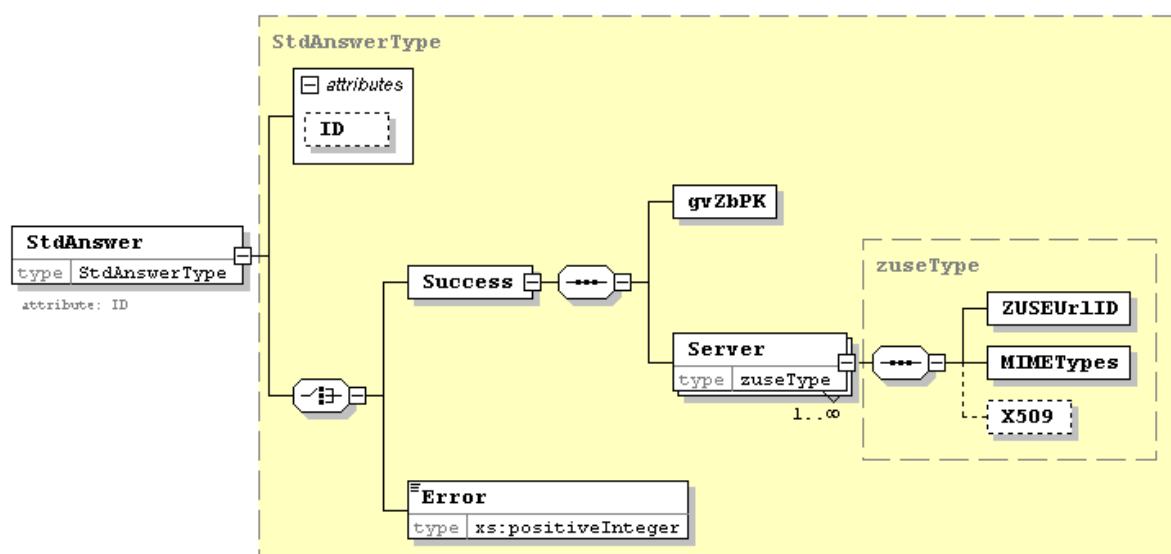 StdAnswerType
attributes
ID
gvZbPK
StdAnswer
type StdAnswerType
attribute: ID
zuseType
Success
ZUSEUrlID
Server
type zuseType
MIMETypes
1..∞
X509
Error
type xs:positiveInteger